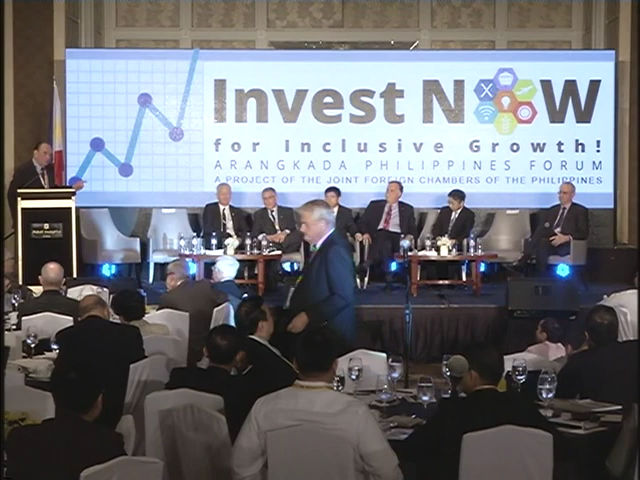 Invest NOW
for Inclusive Growth!
ARANGKADA PHILIPPINES FORUM
A PROJECT OF THE JOINT FOREIGN CHAMBERS OF THE PHILIPPINES